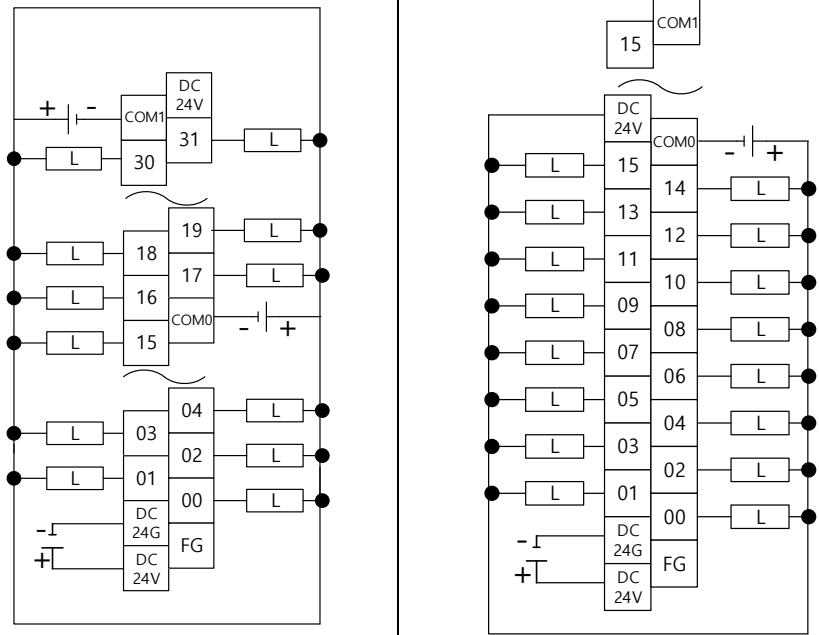 DC
24V
+ -
COM1
31
L
L
30
19
L
L
18
17
L
L
16
COM0
- +
L
15
04
L
L
03
02
L
L
01
00
L
DC
24G
-
FG
+
DC
24V
COM1
15
DC
24V
COM0
- +
L
15
14
L
L
13
12
L
L
11
10
L
L
09
08
L
L
07
06
L
L
05
04
L
L
03
02
L
L
01
00
L
DC
24G
-
FG
+
DC
24V